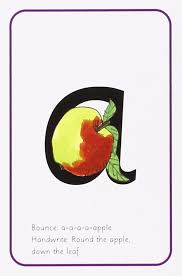 a
Bounce: a-a-a-a-apple
Handwrite: Round the apple,
down the leaf